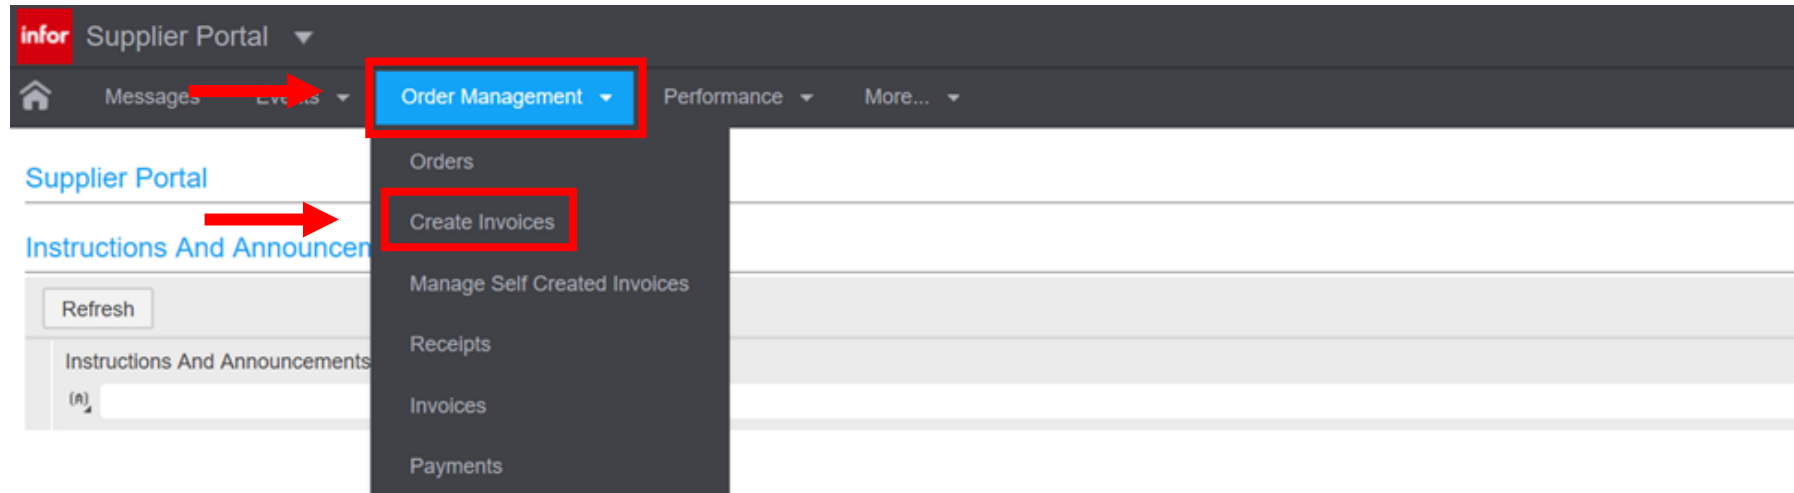 infor Supplier Portal
Messages Events Order Management Performance More...
Orders
Supplier Portal
Create Invoices
Instructions And Announcem
Manage Self Created Invoices
Refresh
Receipts
Instructions And Announcements
(A)
Invoices
Payments